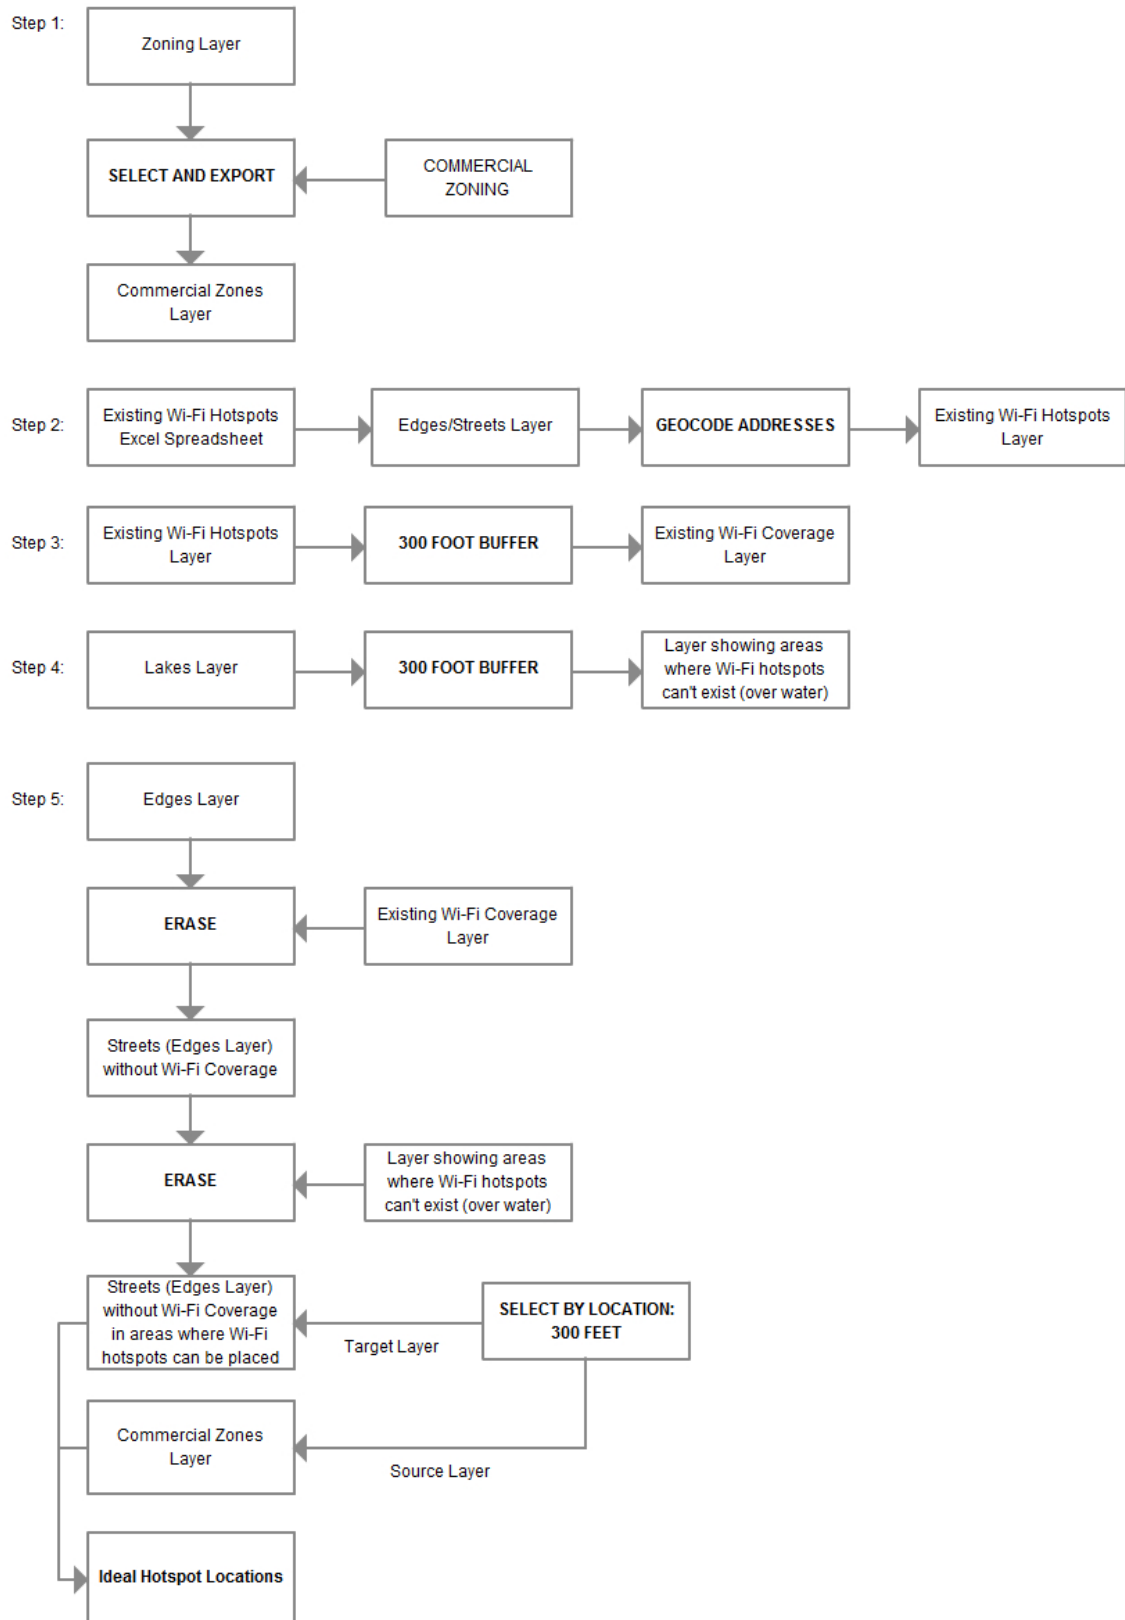 Step 1:
Zoning Layer
SELECT AND EXPORT
COMMERCIAL
ZONING
Commercial Zones
Layer
Step 2:
Existing Wi-Fi Hotspots
Excel Spreadsheet
Edges/Streets Layer
GEOCODE ADDRESSES
Existing Wi-Fi Hotspots
Layer
Step 3:
Existing Wi-Fi Hotspots
Layer
300 FOOT BUFFER
Existing Wi-Fi Coverage
Layer
Step 4:
Lakes Layer
300 FOOT BUFFER
Layer showing areas
where Wi-Fi hotspots
can't exist (over water)
Step 5:
Edges Layer
ERASE
Existing Wi-Fi Coverage
Layer
Streets (Edges Layer)
without Wi-Fi Coverage
ERASE
Layer showing areas
where Wi-Fi hotspots
can't exist (over water)
Streets (Edges Layer)
without Wi-Fi Coverage
in areas where Wi-Fi
hotspots can be placed
Target Layer
SELECT BY LOCATION:
300 FEET
Commercial Zones
Layer
Source Layer
Ideal Hotspot Locations